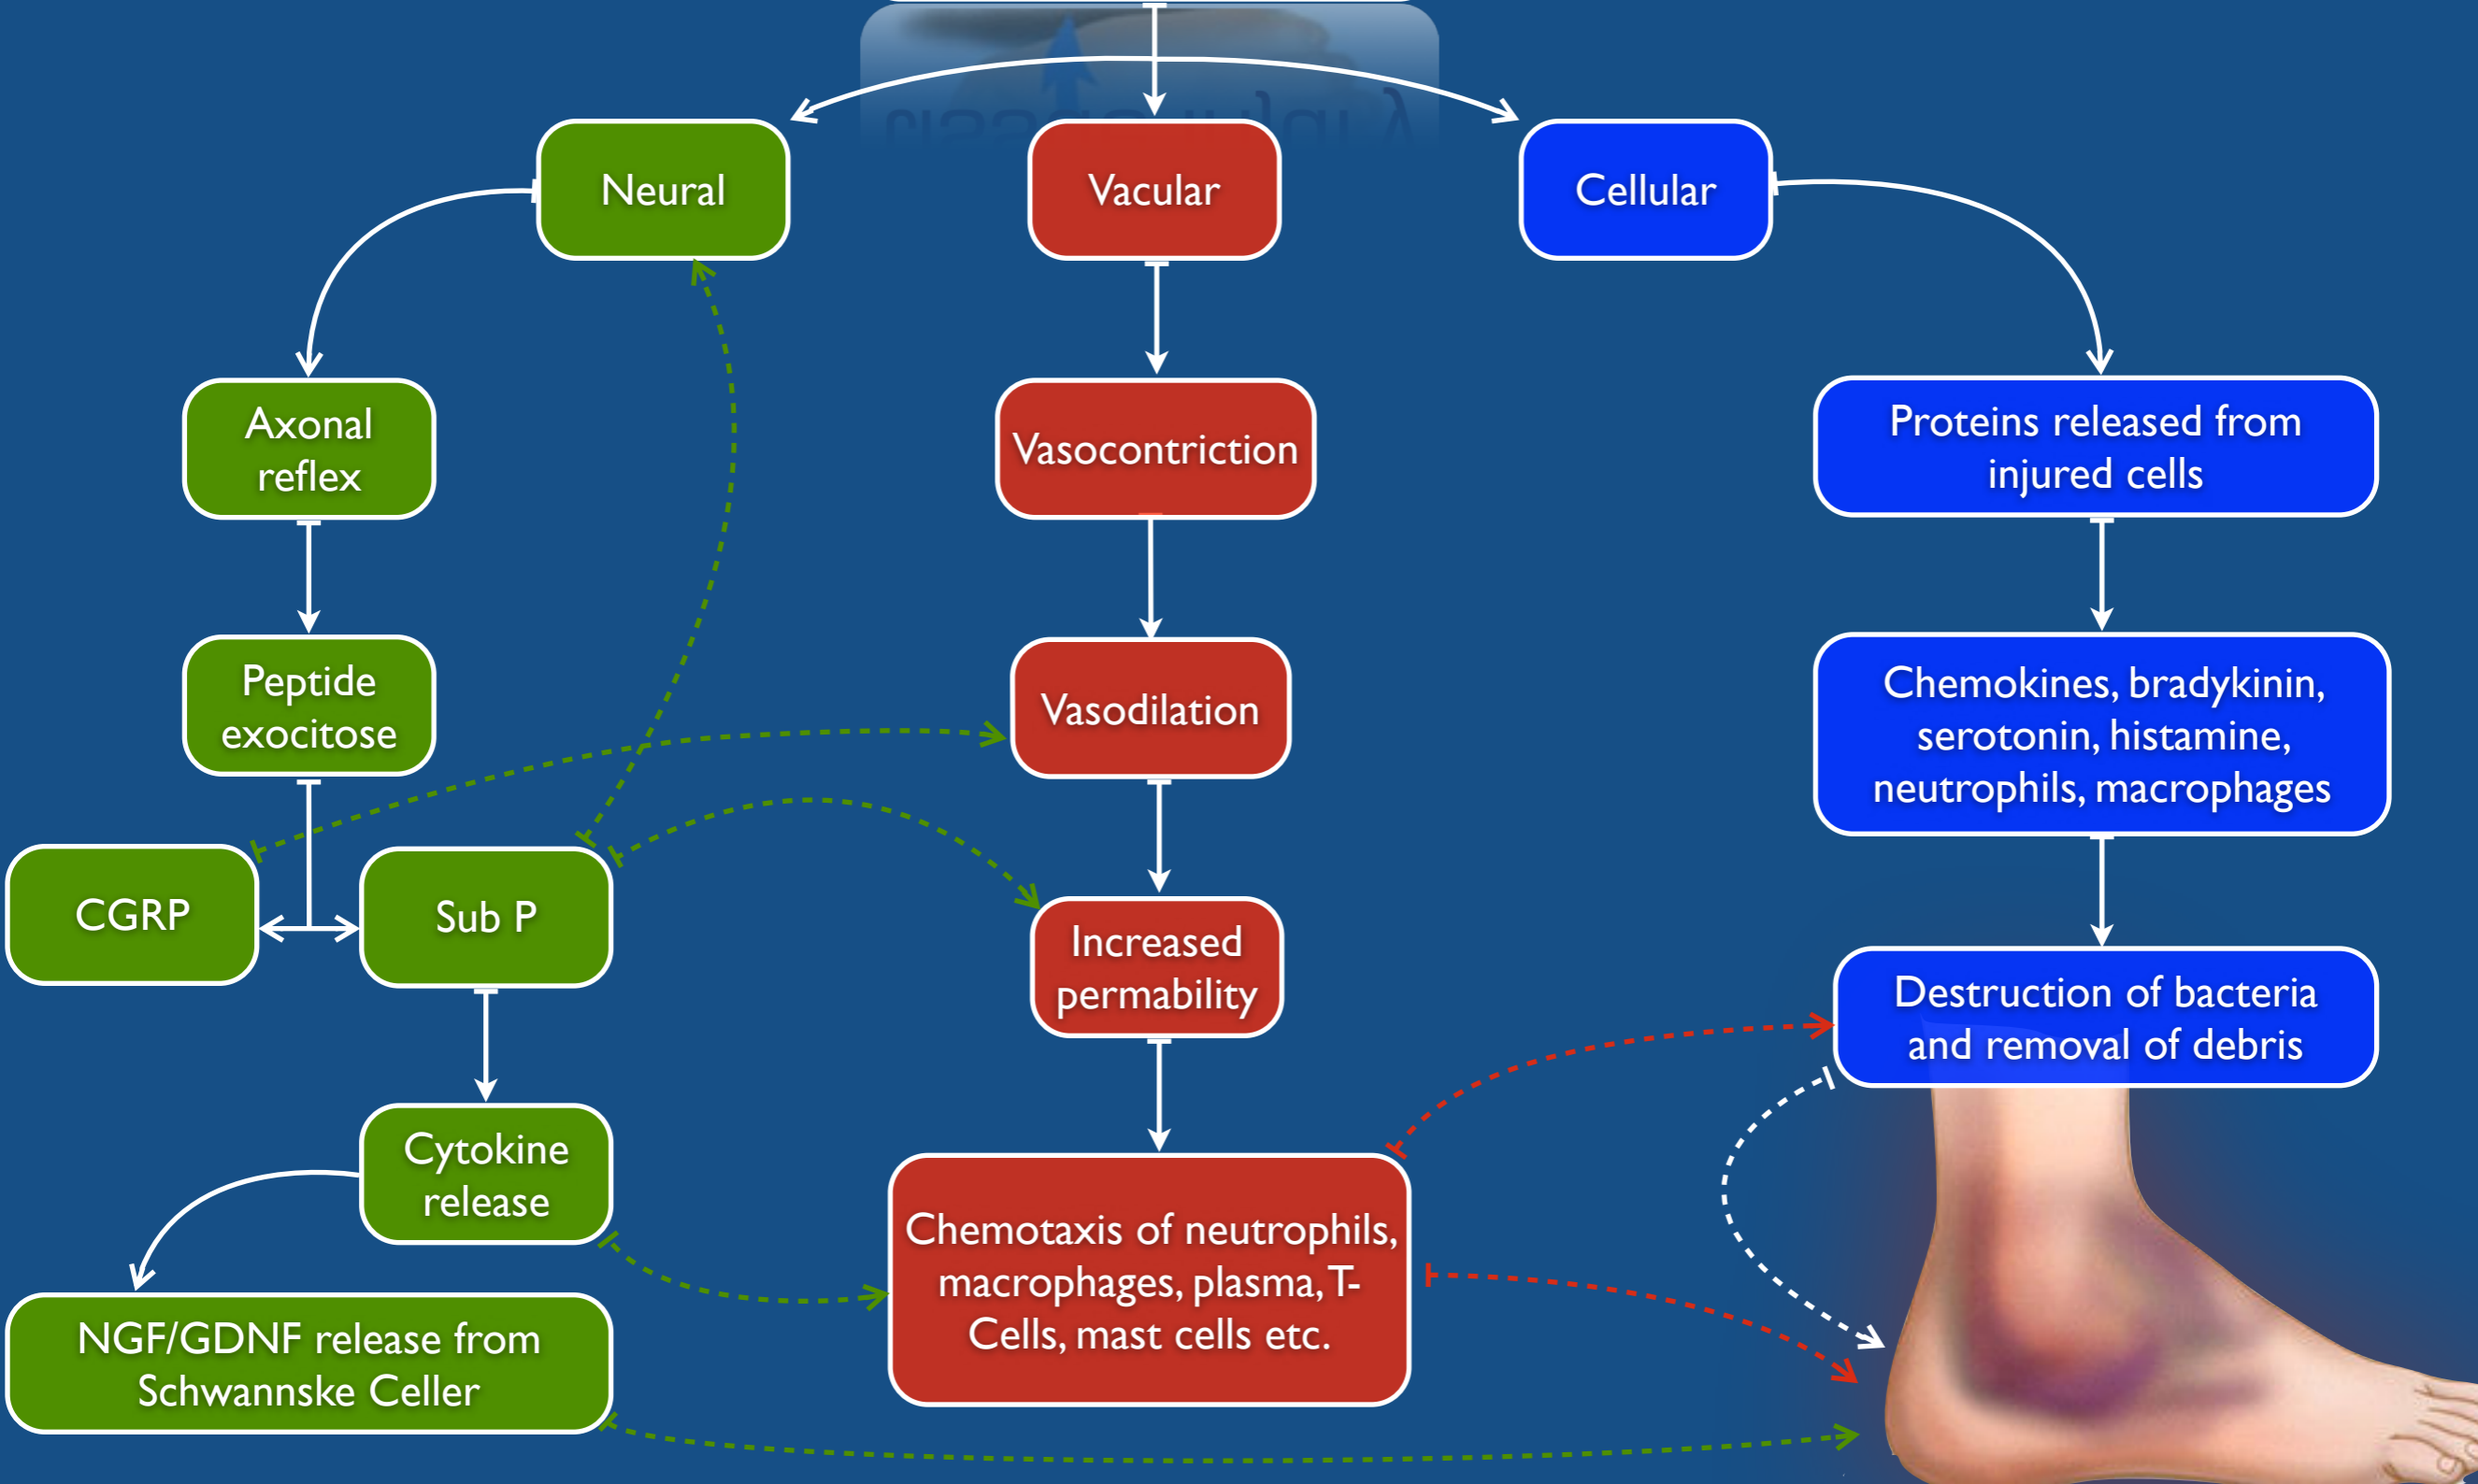 Neural
Vacular
Cellular
Axonal
reflex
Vasocontriction
Proteins released from
injured cells
Peptide
exocitose
Vasodilation
Chemokines, bradykinin,
serotonin, histamine,
neutrophils, macrophages
CGRP
Sub P
Increased
permability
Destruction of bacteria
and removal of debris
Cytokine
release
Chemotaxis of neutrophils,
macrophages, plasma, T-
Cells, mast cells etc.
NGF/GDNF release from
Schwannske Celler